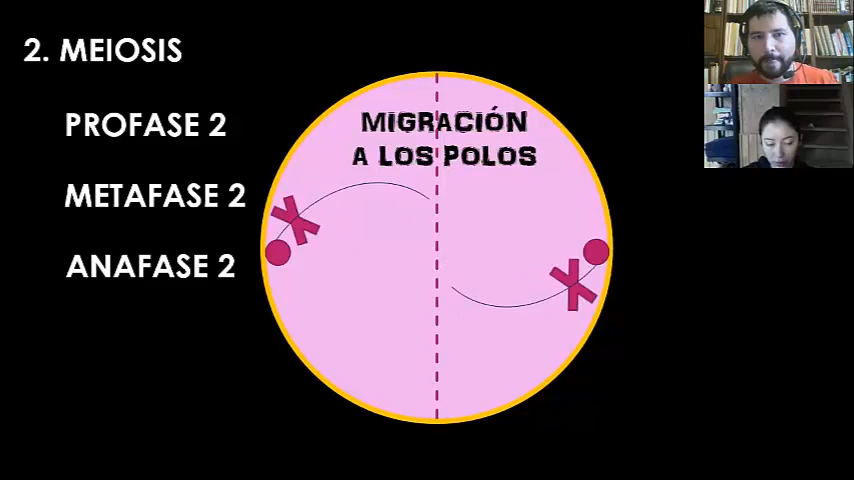 2. MEIOSIS
PROFASE 2
METAFASE 2
ANAFASE 2
MIGRACIÓN
A LOS POLOS